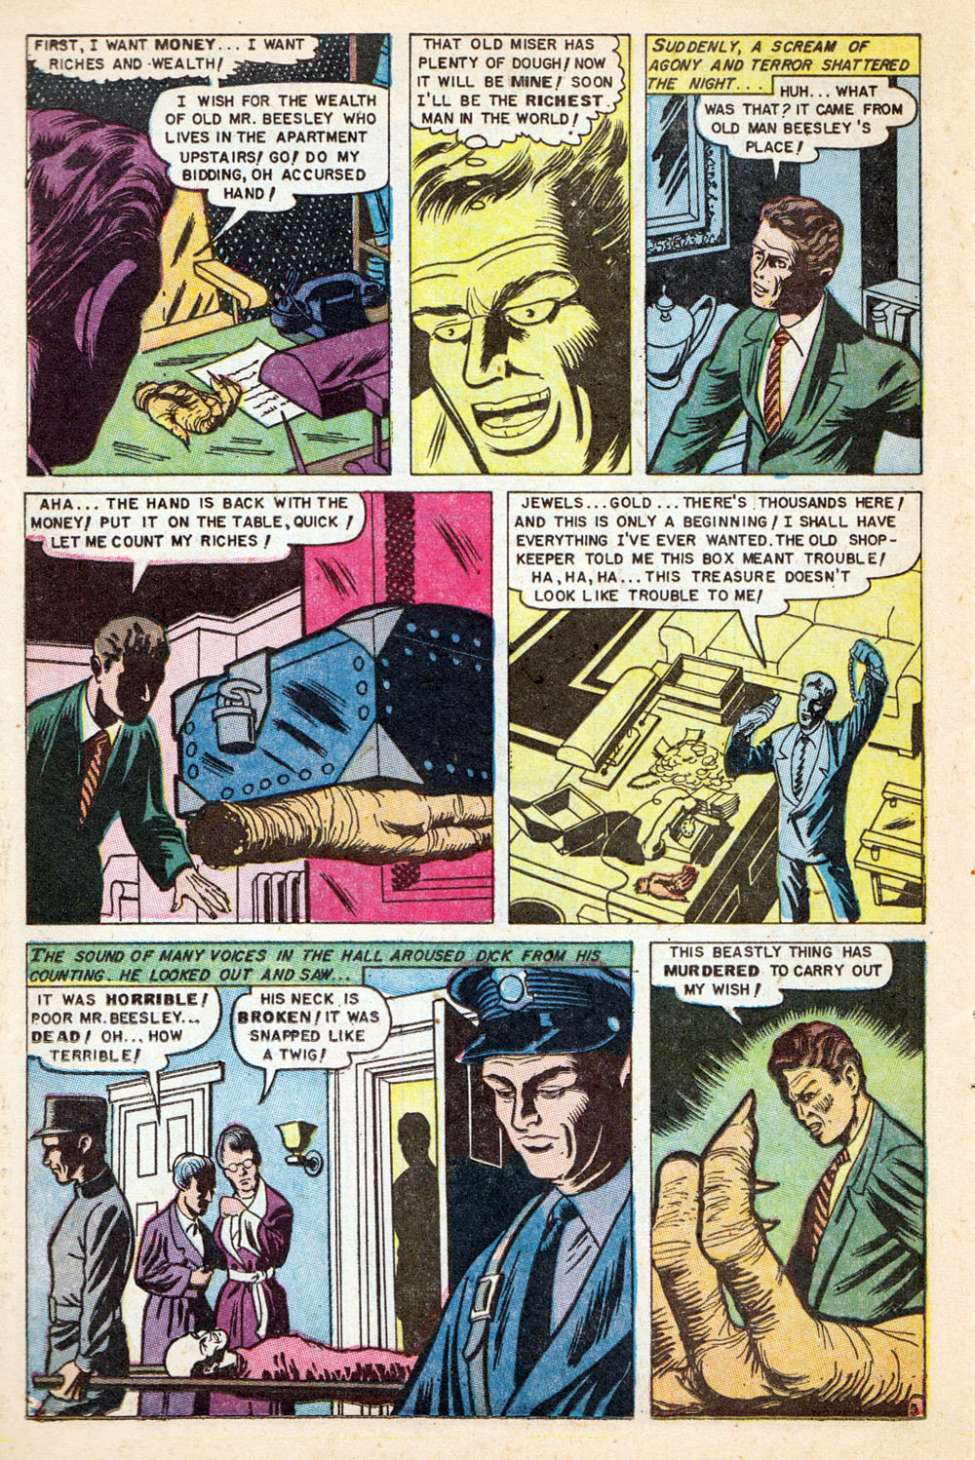 FIRST, I WANT MONEY... I WANT
RICHES AND WEALTH!
I WISH FOR THE WEALTH
OF OLD MR. BEESLEY WHO
LIVES IN THE APARTMENT
UPSTAIRS! GO! DO MY
BIDDING, OH ACCURSED
HAND!
THAT OLD MISER HAS
PLENTY OF DOUGH! NOW
IT WILL BE MINE! SOON
I'LL BE THE RICHEST
MAN IN THE WORLD!
SUDDENLY, A SCREAM OF
AGONY AND TERROR SHATTERED
THE NIGHT...
HUH... WHAT
WAS THAT? IT CAME FROM
OLD MAN BEESLEY'S
PLACE!
AHA... THE HAND IS BACK WITH THE
MONEY! PUT IT ON THE TABLE, QUICK!
LET ME COUNT MY RICHES!
JEWELS...GOLD...THERE'S THOUSANDS HERE!
AND THIS IS ONLY A BEGINNING! I SHALL HAVE
EVERYTHING I'VE EVER WANTED. THE OLD SHOP-
KEEPER TOLD ME THIS BOX MEANT TROUBLE!
HA, HA, HA... THIS TREASURE DOESN'T
LOOK LIKE TROUBLE TO ME!
THE SOUND OF MANY VOICES IN THE HALL AROUSED DICK FROM HIS
COUNTING. HE LOOKED OUT AND SAW...
IT WAS HORRIBLE!
POOR MR. BEESLEY...
DEAD! OH... HOW
TERRIBLE!
HIS NECK IS
BROKEN! IT WAS
SNAPPED LIKE
A TWIG!
THIS BEASTLY THING HAS
MURDERED TO CARRY OUT
MY WISH!
3